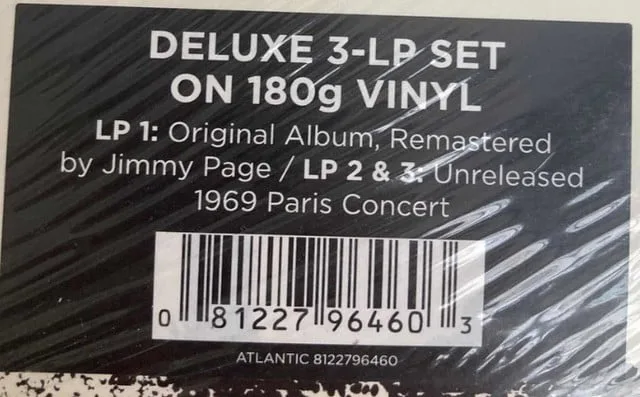 DELUXE 3-LP SET
ON 180g VINYL
LP 1: Original Album, Remastered
by Jimmy Page / LP 2 & 3: Unreleased
1969 Paris Concert
0 81227 96460 3
ATLANTIC 8122796460